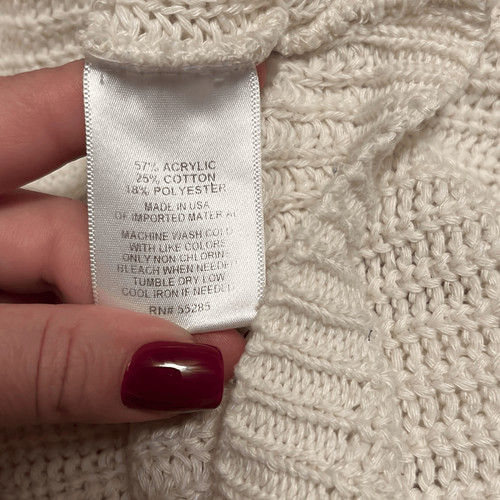 57% ACRYLIC
25% COTTON
18% POLYESTER
MADE IN USA
OF IMPORTED MATERIAL
MACHINE WASH COLD
WITH LIKE COLORS
ONLY NON-CHLORINE
BLEACH WHEN NEEDED
TUMBLE DRY LOW
COOL IRON IF NEEDED
RN# 55285